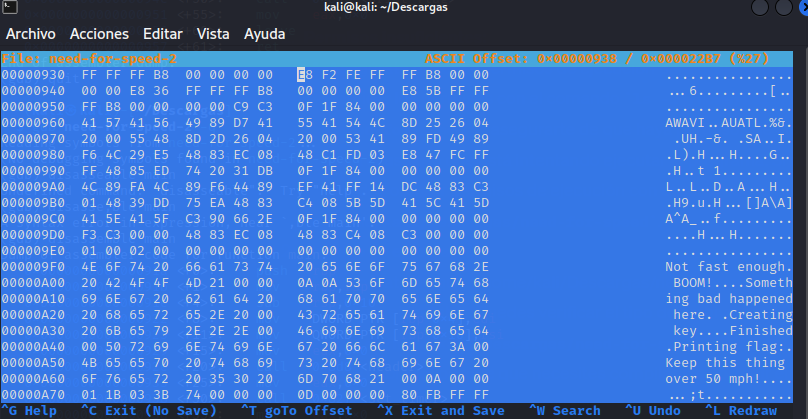 kali@kali: ~/Descargas
Archivo Acciones Editar Vista Ayuda
File: need-for-speed-2 ASCII Offset: 0x00000938 / 0x000022B7 (%27)
00000930 FF FF FF B8 00 00 00 00 E8 F2 FE FF FF B8 00 00 ................
00000940 00 00 E8 36 FF FF FF B8 00 00 00 00 E8 5B FF FF ...6.........[..
00000950 FF B8 00 00 00 00 C9 C3 0F 1F 84 00 00 00 00 00 ................
00000960 41 57 41 56 49 89 D7 41 55 41 54 4C 8D 25 26 04 AWAVI..AUATL.%&.
00000970 20 00 55 48 8D 2D 26 04 20 00 53 41 89 FD 49 89 .UH.-&. .SA..I.
00000980 F6 4C 29 E5 48 83 EC 08 48 C1 FD 03 E8 47 FC FF .L).H...H....G..
00000990 FF 48 85 ED 74 20 31 DB 0F 1F 84 00 00 00 00 00 .H..t 1.........
000009A0 4C 89 FA 4C 89 F6 44 89 EF 41 FF 14 DC 48 83 C3 L..L..D..A...H..
000009B0 01 48 39 DD 75 EA 48 83 C4 08 5B 5D 41 5C 41 5D .H9.u.H...[]A\A]
000009C0 41 5E 41 5F C3 90 66 2E 0F 1F 84 00 00 00 00 00 A^A_..f.........
000009D0 F3 C3 00 00 48 83 EC 08 48 83 C4 08 C3 00 00 00 ....H...H.......
000009E0 01 00 02 00 00 00 00 00 00 00 00 00 00 00 00 00 ................
000009F0 4E 6F 74 20 66 61 73 74 20 65 6E 6F 75 67 68 2E Not fast enough.
00000A00 20 42 4F 4F 4D 21 00 00 0A 0A 53 6F 6D 65 74 68 BOOM!....Someth
00000A10 69 6E 67 20 62 61 64 20 68 61 70 70 65 6E 65 64 ing bad happened
00000A20 20 68 65 72 65 2E 20 00 43 72 65 61 74 69 6E 67 here. .Creating
00000A30 20 6B 65 79 2E 2E 2E 00 46 69 6E 69 73 68 65 64 key....Finished
00000A40 00 50 72 69 6E 74 69 6E 67 20 66 6C 61 67 3A 00 .Printing flag:.
00000A50 4B 65 65 70 20 74 68 69 73 20 74 68 69 6E 67 20 Keep this thing
00000A60 6F 76 65 72 20 35 30 20 6D 70 68 21 00 00 0A 00 over 50 mph!....
00000A70 01 1B 03 3B 74 00 00 00 0D 00 00 00 80 FB FF FF ...;t...........
^G Help ^C Exit (No Save) ^T goTo Offset ^X Exit and Save ^W Search ^U Undo ^L Redraw